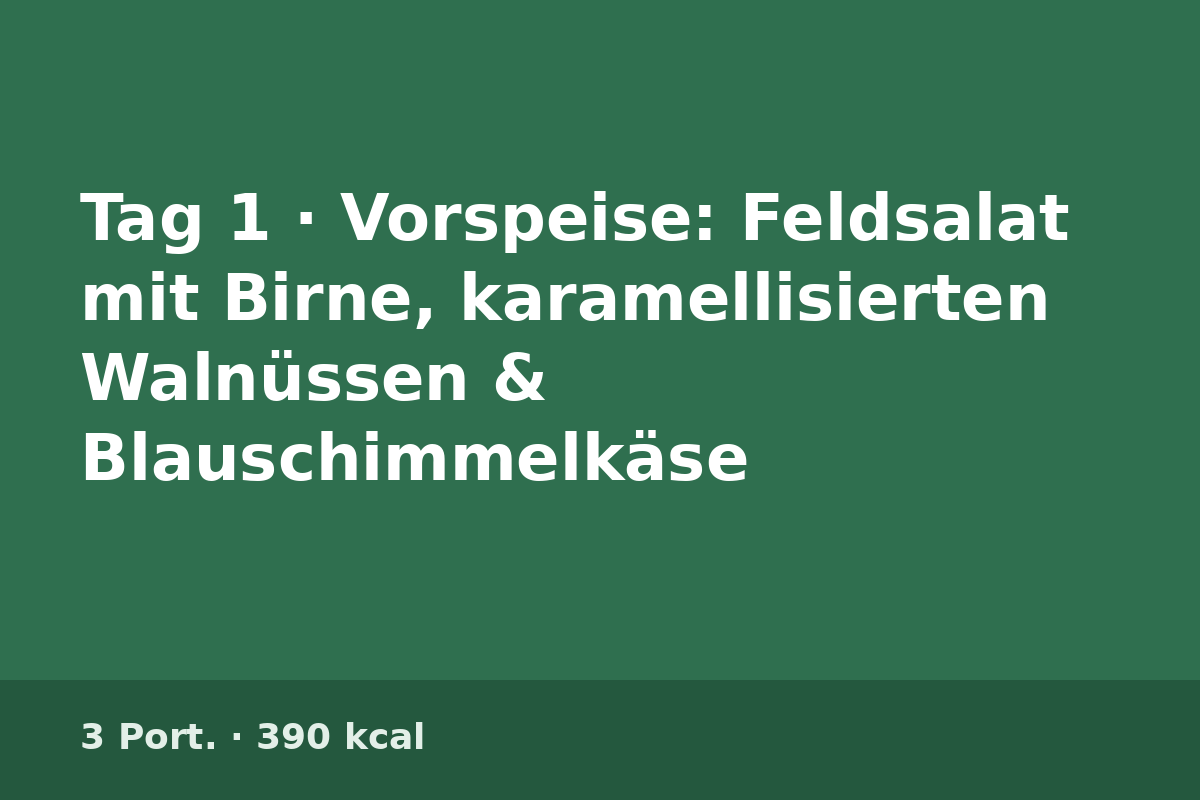 Tag 1 · Vorspeise: Feldsalat
mit Birne, karamellisierten
Walnüssen &
Blauschimmelkäse
3 Port. · 390 kcal